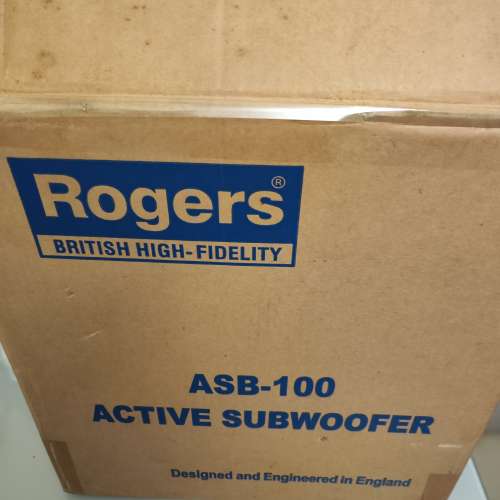 Rogers®
BRITISH HIGH-FIDELITY
ASB-100
ACTIVE SUBWOOFER
Designed and Engineered in England